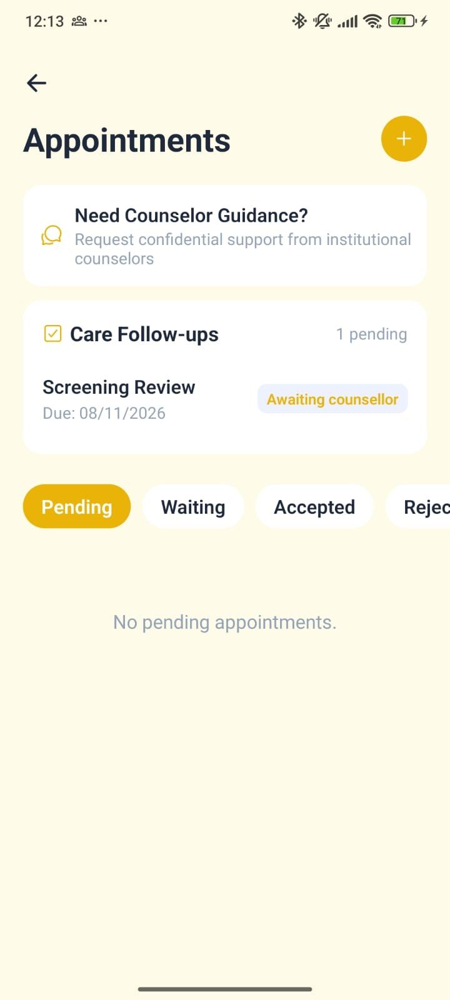 12:13
71
Appointments
Need Counselor Guidance?
Request confidential support from institutional
counselors
Care Follow-ups
1 pending
Screening Review
Awaiting counsellor
Due: 08/11/2026
Pending
Waiting
Accepted
Rejec
No pending appointments.